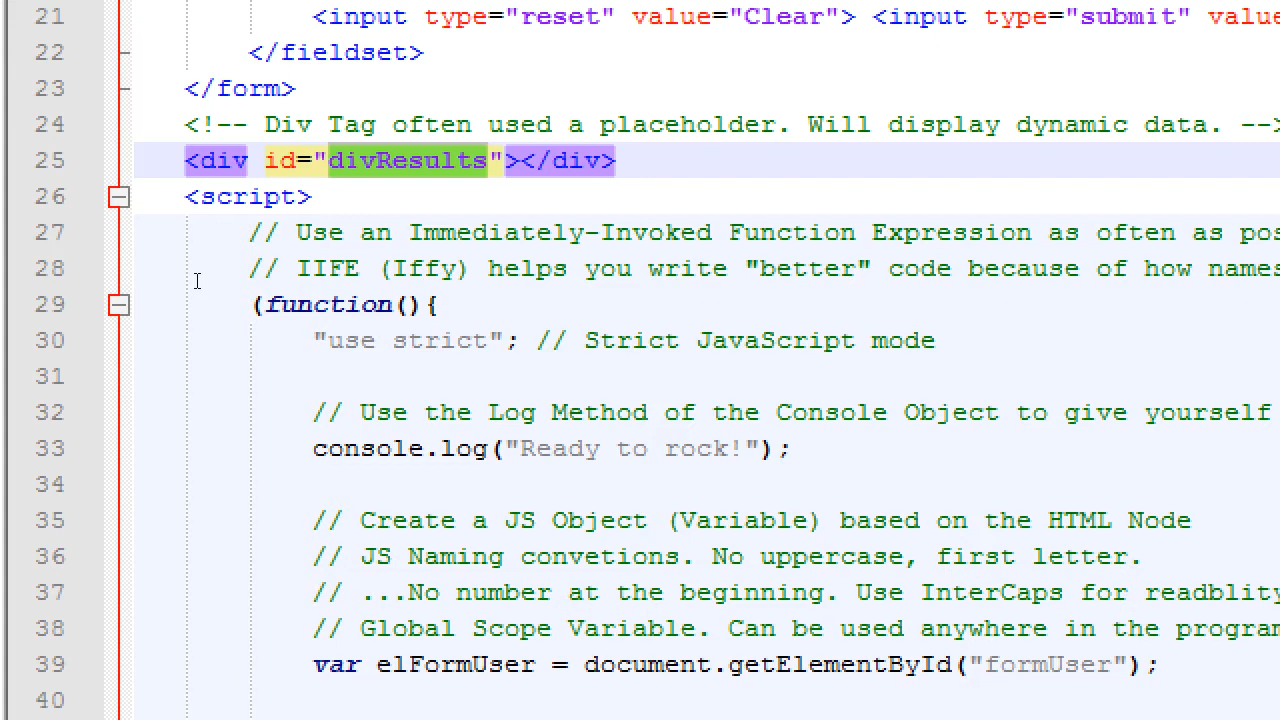 21 <input type="reset" value="Clear"> <input type="submit"
22 </fieldset>
23 </form>
24 <!-- Div Tag often used a placeholder. Will display dynamic data. --
25 <div id="divResults"></div>
26 <script>
27 // Use an Immediately-Invoked Function Expression as often as
28 // IIFE (Iffy) helps you write "better" code because of how names
29 (function(){
30 "use strict"; // Strict JavaScript mode
31
32 // Use the Log Method of the Console Object to give yourself
33 console.log("Ready to rock!");
34
35 // Create a JS Object (Variable) based on the HTML Node
36 // JS Naming convetions. No uppercase, first letter.
37 // ...No number at the beginning. Use InterCaps for readblity
38 // Global Scope Variable. Can be used anywhere in the
39 var elFormUser = document.getElementById("formUser");
40